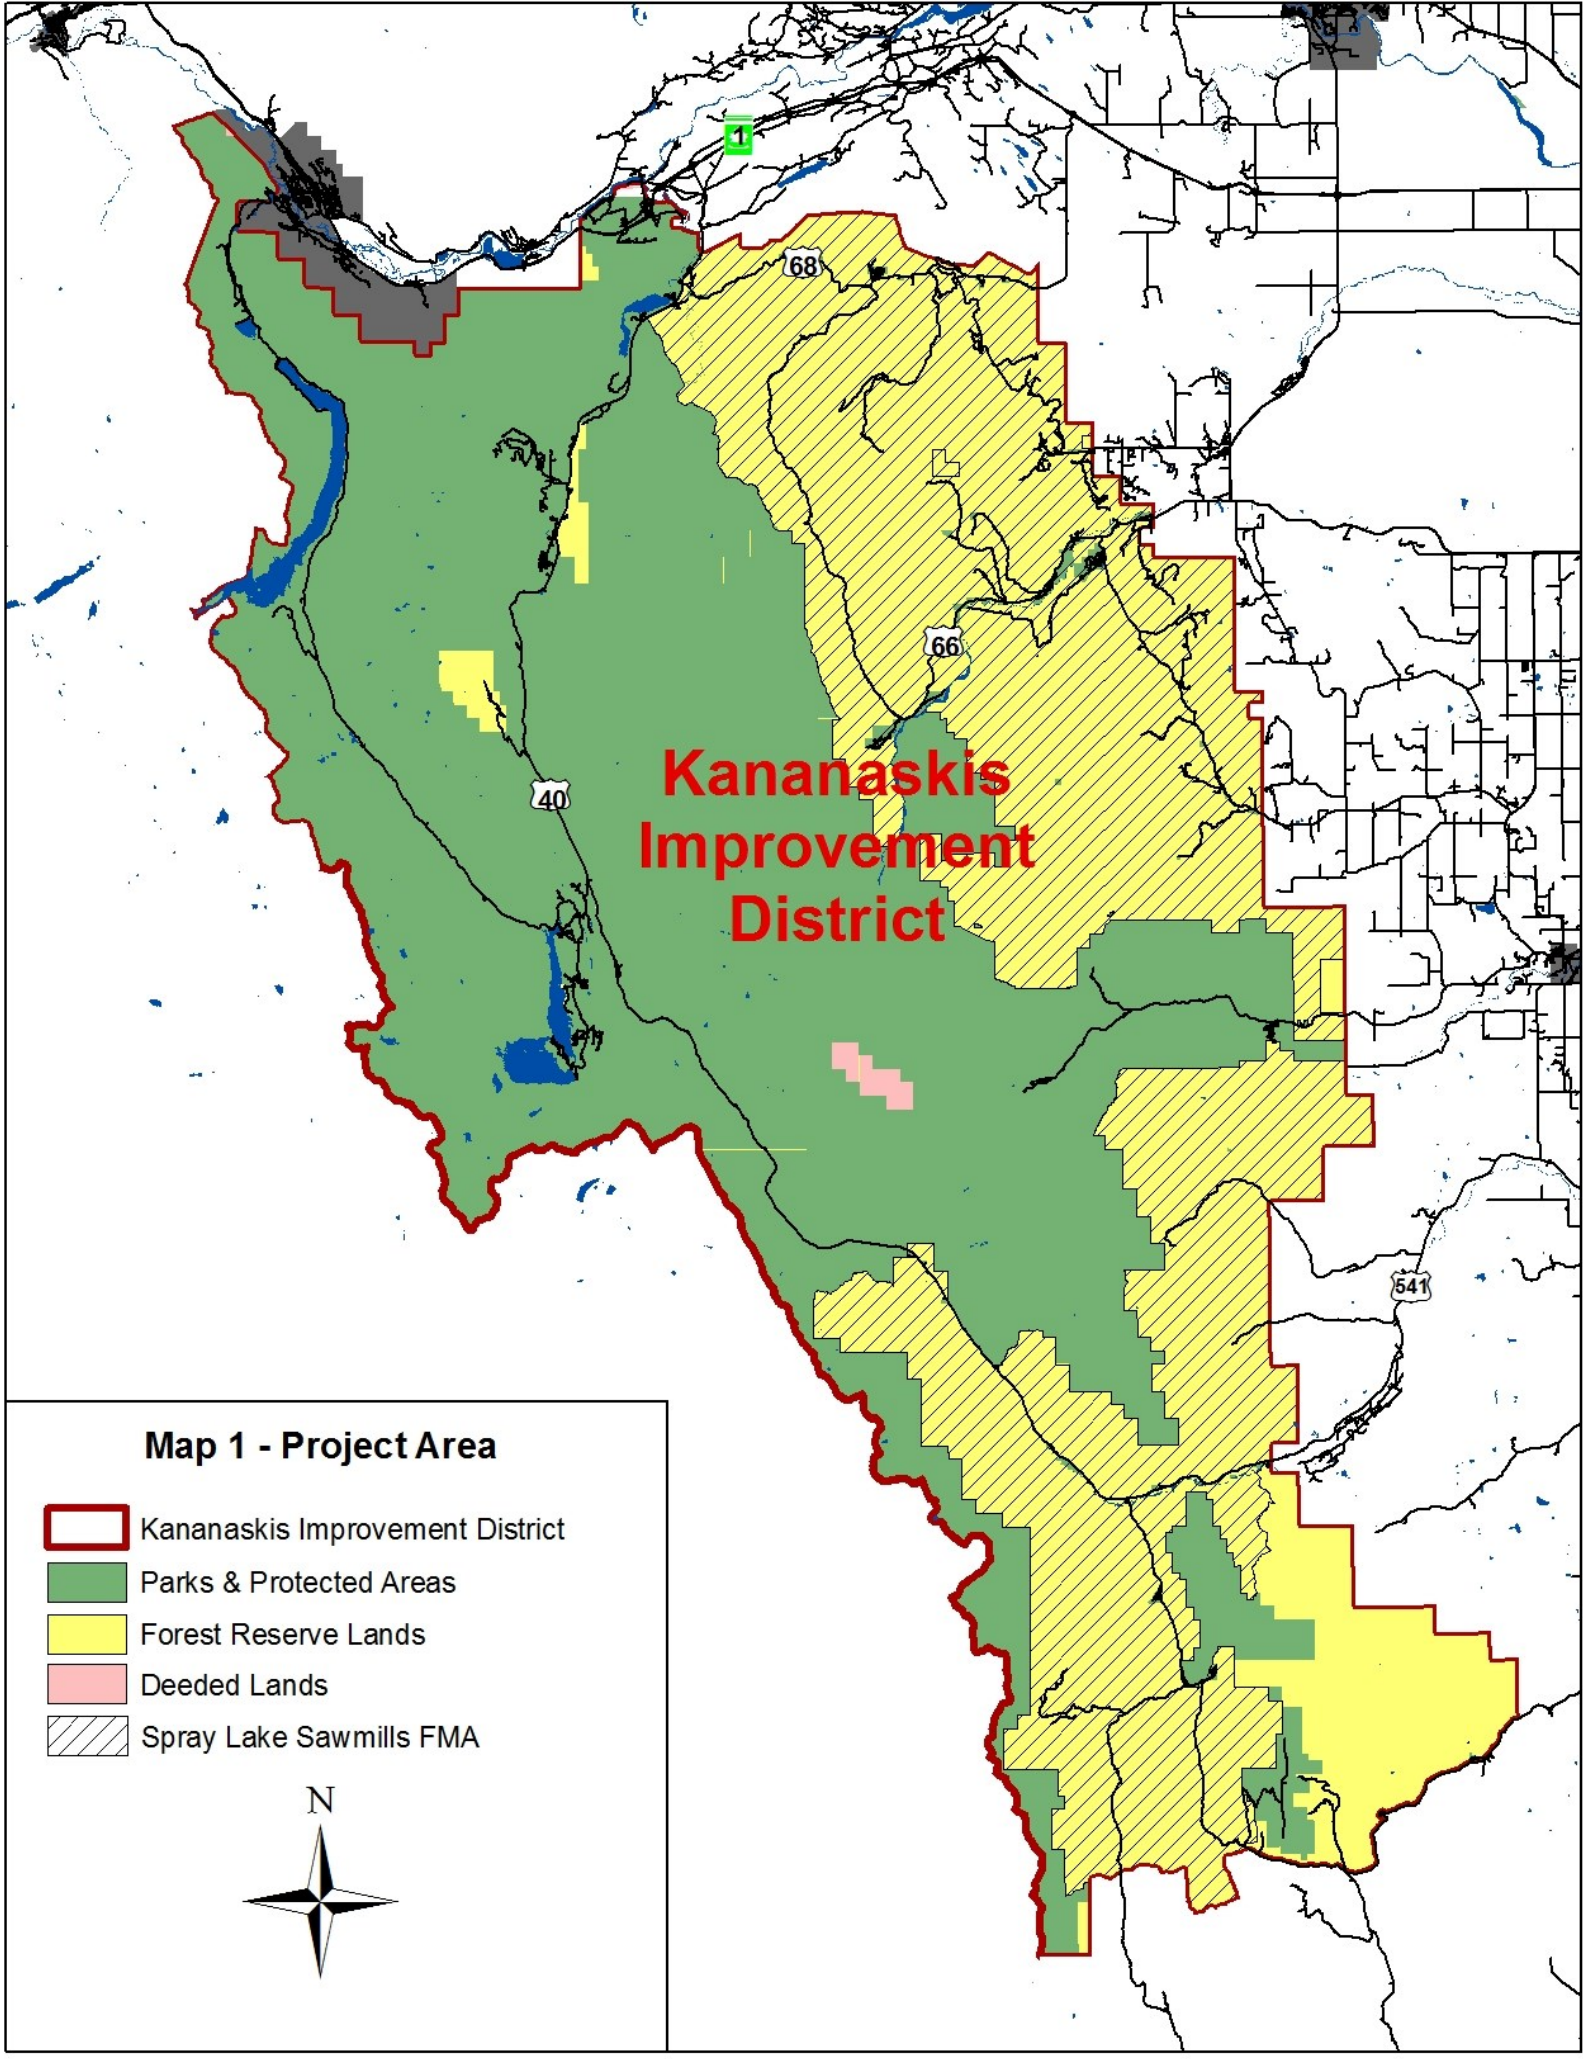 1
68
66
Kananaskis
Improvement
District
40
541
Map 1 - Project Area
Kananaskis Improvement District
Parks & Protected Areas
Forest Reserve Lands
Deeded Lands
Spray Lake Sawmills FMA
N